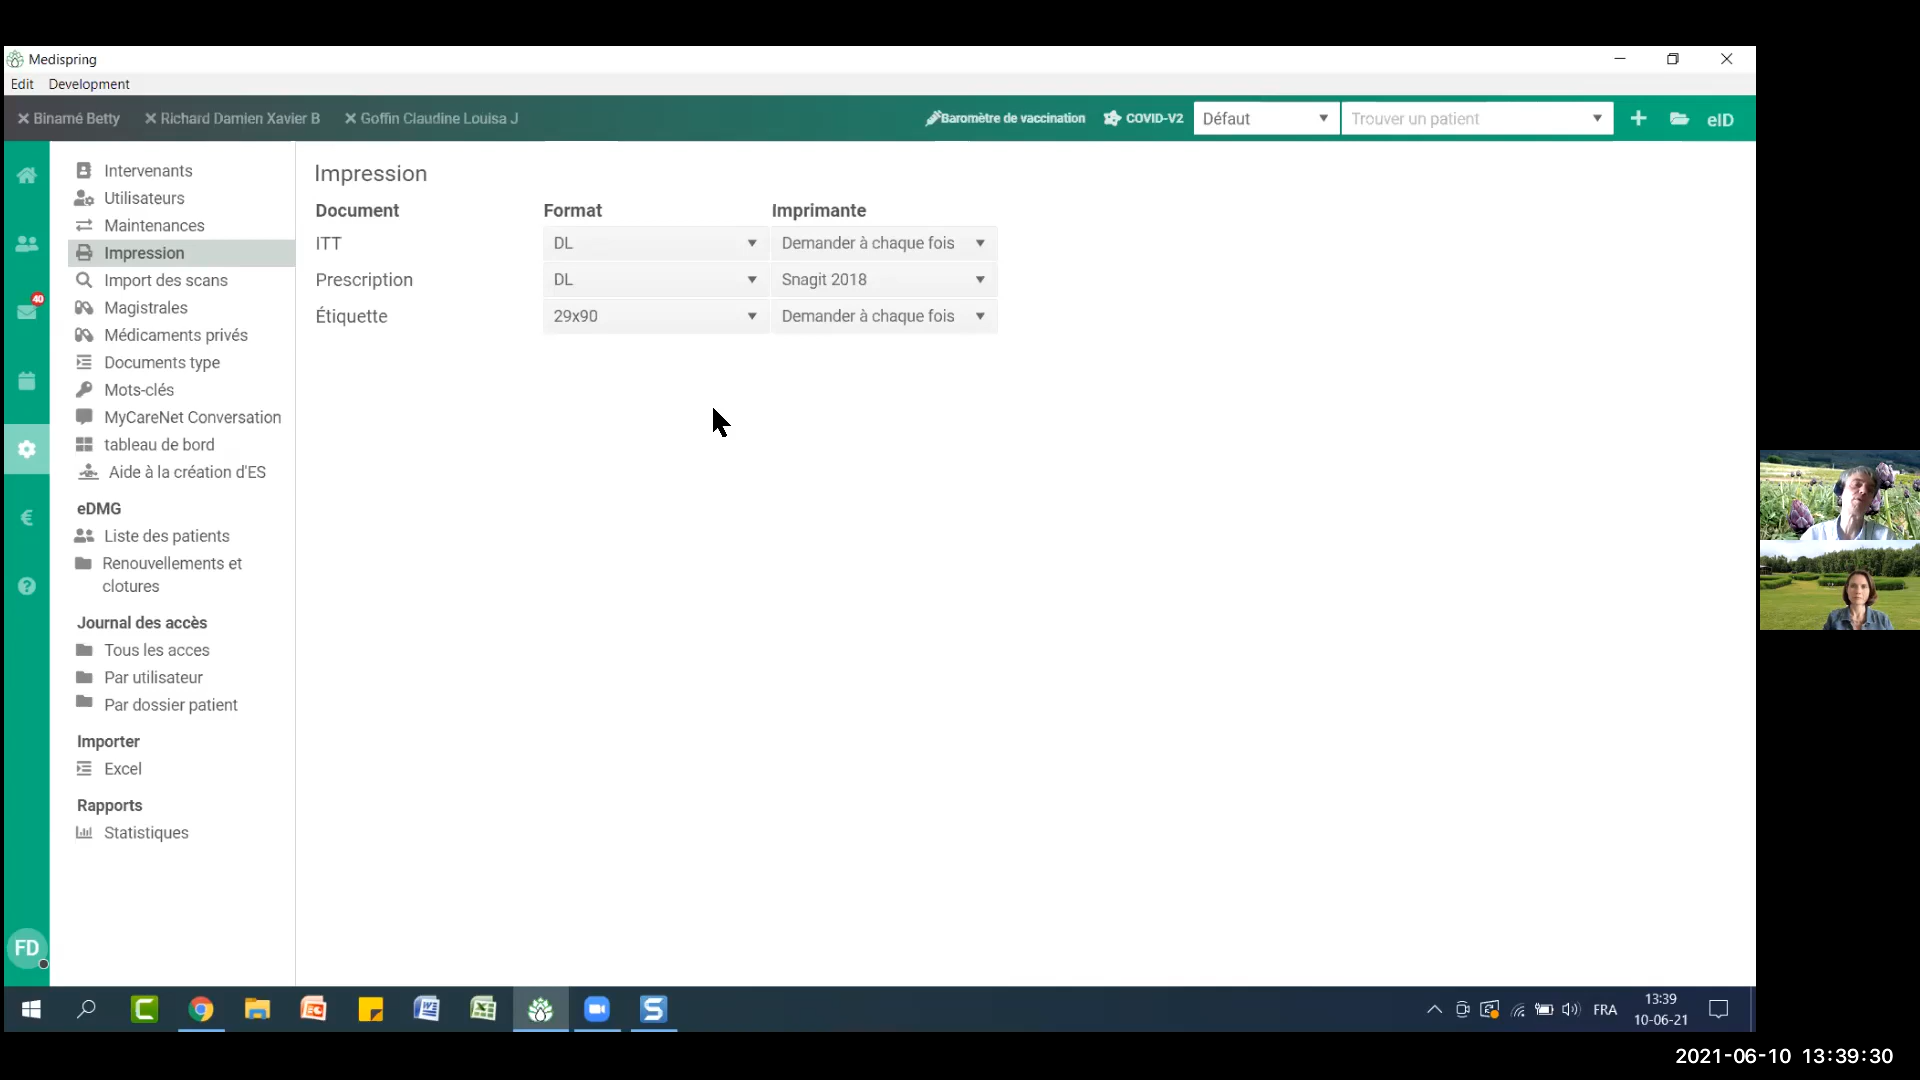 Medispring
Edit Development
Binamé Betty Richard Damien Xavier B Goffin Claudine Louisa J Baromètre de vaccination COVID-V2 Défaut Trouver un patient eID
Intervenants
Utilisateurs
Maintenances
Impression
Import des scans
Magistrales
40
Médicaments privés
Documents type
Mots-clés
MyCareNet Conversation
tableau de bord
Aide à la création d'ES
eDMG
Liste des patients
Renouvellements et
clotures
Journal des accès
Tous les acces
Par utilisateur
Par dossier patient
Importer
Excel
Rapports
Statistiques
FD
Impression
Document Format Imprimante
ITT DL Demander à chaque fois
Prescription DL Snagit 2018
Étiquette 29x90 Demander à chaque fois
FRA
13:39
10-06-21
2021-06-10 13:39:30